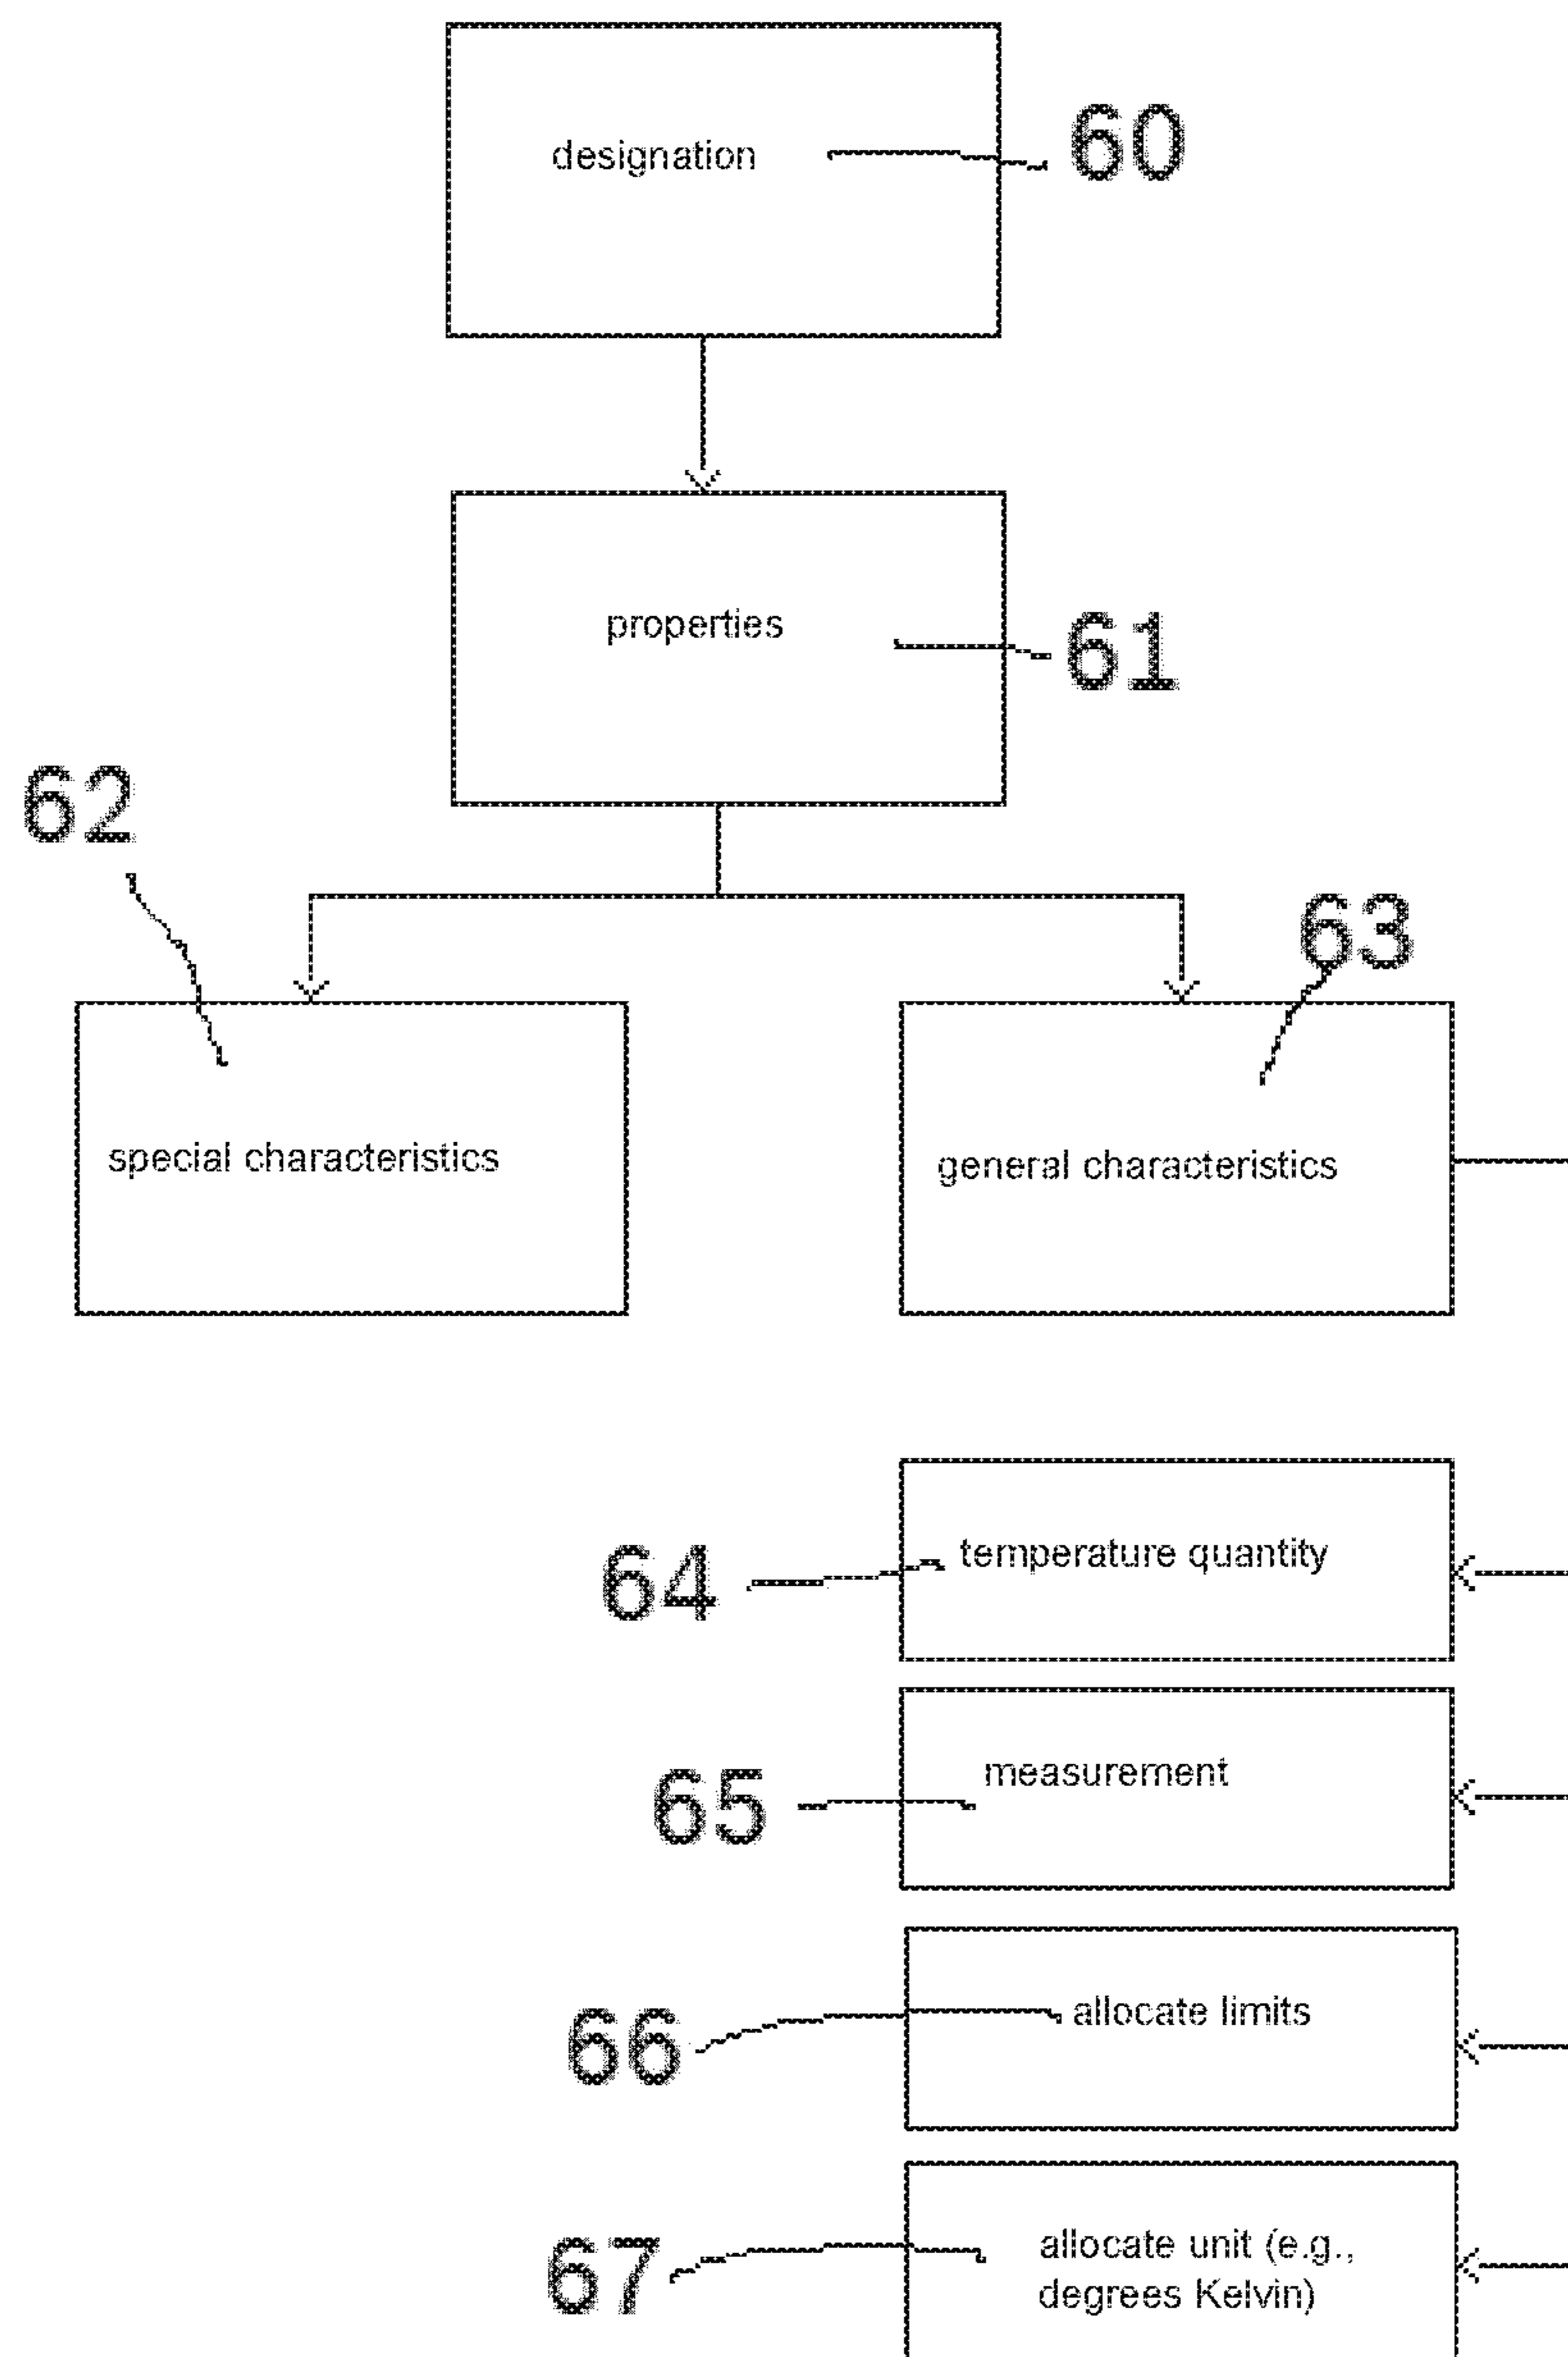 designation
60
properties
61
62
63
special characteristics
general characteristics
temperature quantity
64
measurement
65
allocate limits
66
allocate unit (e.g.,
degrees Kelvin)
67